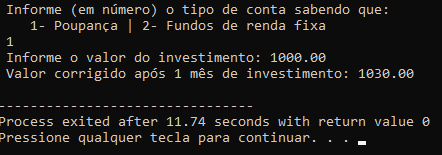 Informe (em número) o tipo de conta sabendo que:
1- Poupança | 2- Fundos de renda fixa
1
Informe o valor do investimento: 1000.00
Valor corrigido após 1 mês de investimento: 1030.00
--------------------------------
Process exited after 11.74 seconds with return value 0
Pressione qualquer tecla para continuar. . .